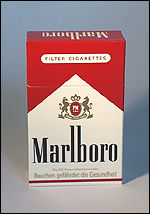 Marlboro
FILTER CIGARETTES
Marlboro
Rauchen gefährdet die Gesundheit